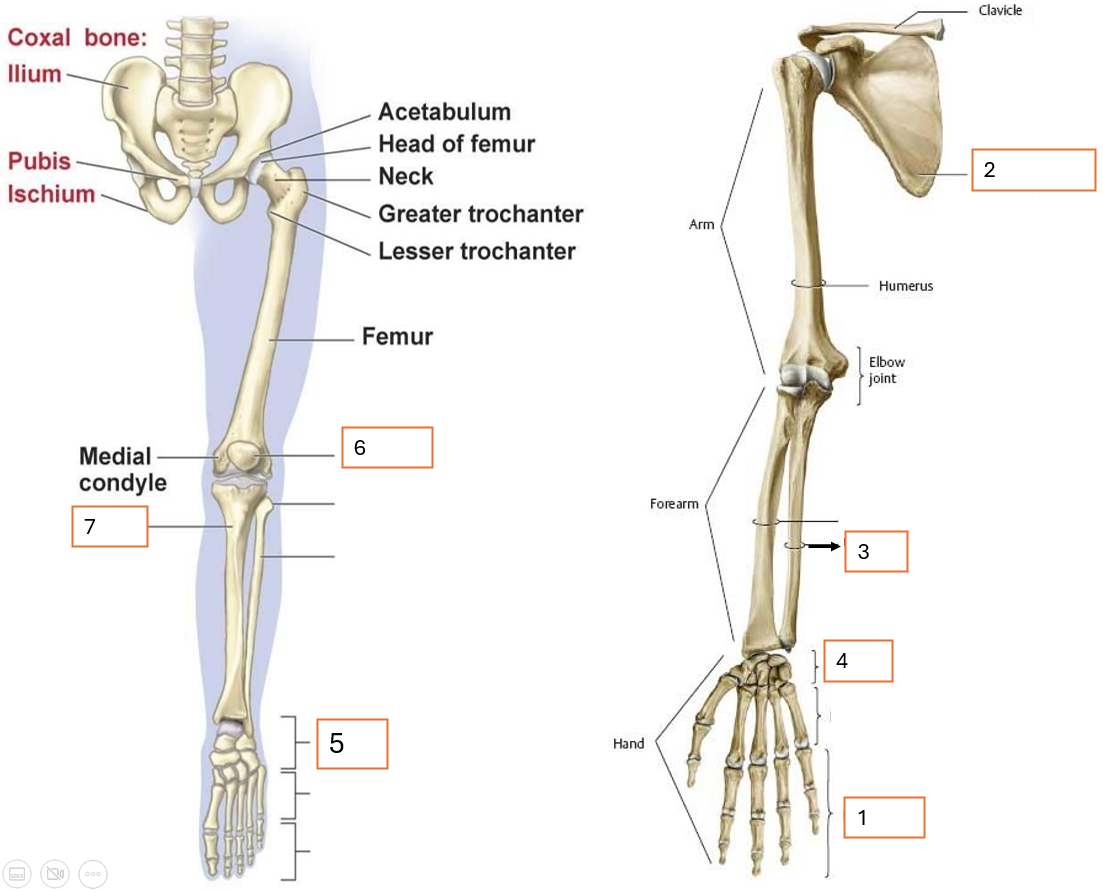 Coxal bone:
Ilium
Pubis
Ischium
Acetabulum
Head of femur
Neck
Greater trochanter
Lesser trochanter
Femur
6
Medial
condyle
7
5
Clavicle
2
Arm
Humerus
Elbow
joint
Forearm
3
4
Hand
1